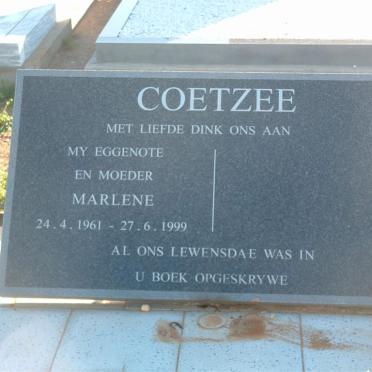 COETZEE
MET LIEFDE DINK ONS AAN
MY EGGENOTE
EN MOEDER
MARLENE
24.4.1961 - 27.6.1999
AL ONS LEWENSDAE WAS IN
U BOEK OPGESKRYWE